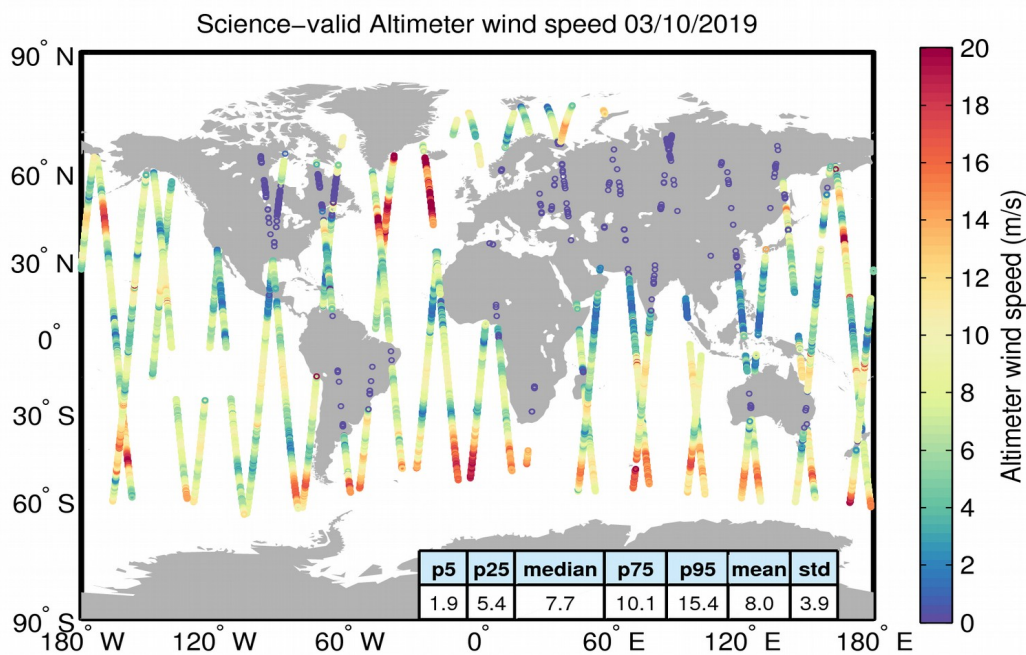 Science−valid Altimeter wind speed 03/10/2019
90° N
60° N
30° N
0°
30° S
60° S
90° S
180° W
120° W
60° W
0°
60° E
120° E
180° E
p5 p25 median p75 p95 mean std
1.9 5.4 7.7 10.1 15.4 8.0 3.9
20
18
16
14
12
10
8
6
4
2
0
Altimeter wind speed (m/s)